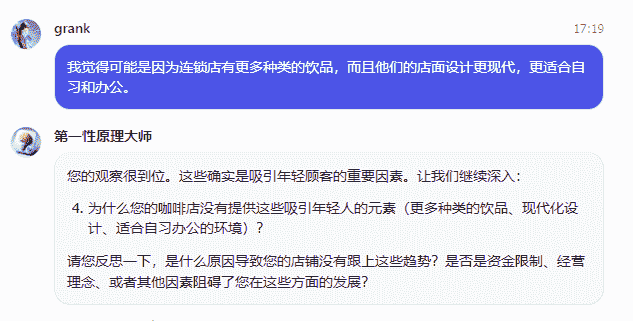 grank
17:19
我觉得可能是因为连锁店有更多种类的饮品，而且他们的店面设计更现代，更适合自
习和办公。
第一性原理大师
您的观察很到位。这些确实是吸引年轻顾客的重要因素。让我们继续深入：
4. 为什么您的咖啡店没有提供这些吸引年轻人的元素（更多种类的饮品、现代化设
计、适合自习办公的环境）？
请您反思一下，是什么原因导致您的店铺没有跟上这些趋势？是否是资金限制、经营
理念、或者其他因素阻碍了您在这些方面的发展？